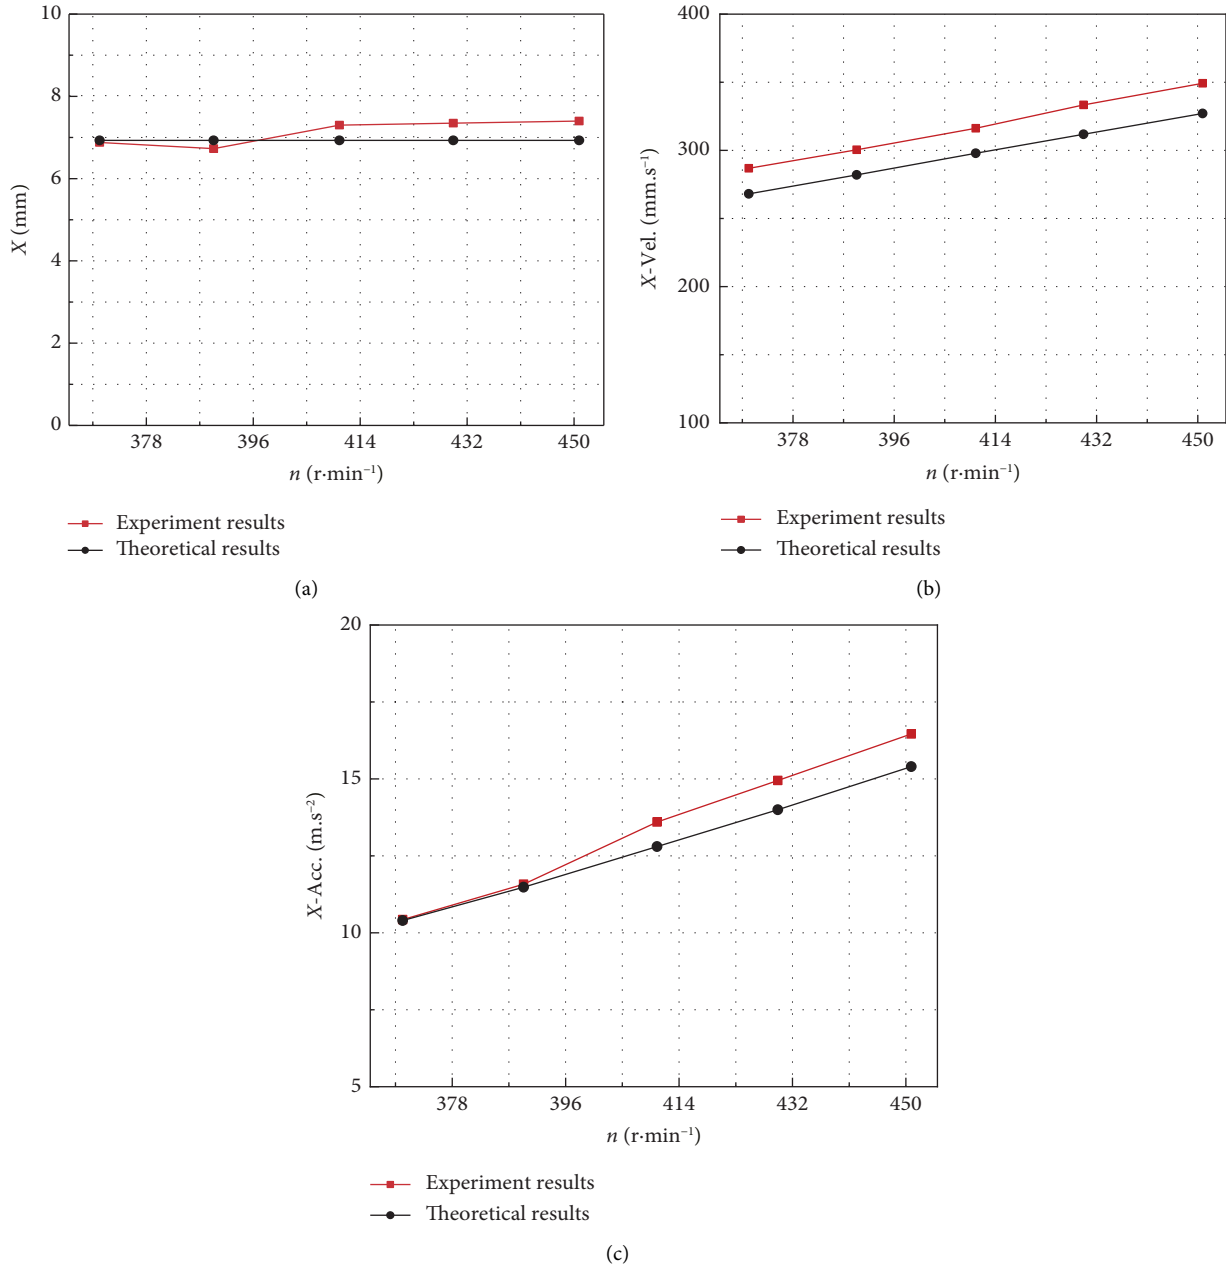 10
8
6
4
2
0
X (mm)
378 396 414 432 450
n (r·min⁻¹)
Experiment results
Theoretical results
(a)
400
300
200
100
X-Vel. (mm.s⁻¹)
378 396 414 432 450
n (r·min⁻¹)
Experiment results
Theoretical results
(b)
20
15
10
5
X-Acc. (m.s⁻²)
378 396 414 432 450
n (r·min⁻¹)
Experiment results
Theoretical results
(c)